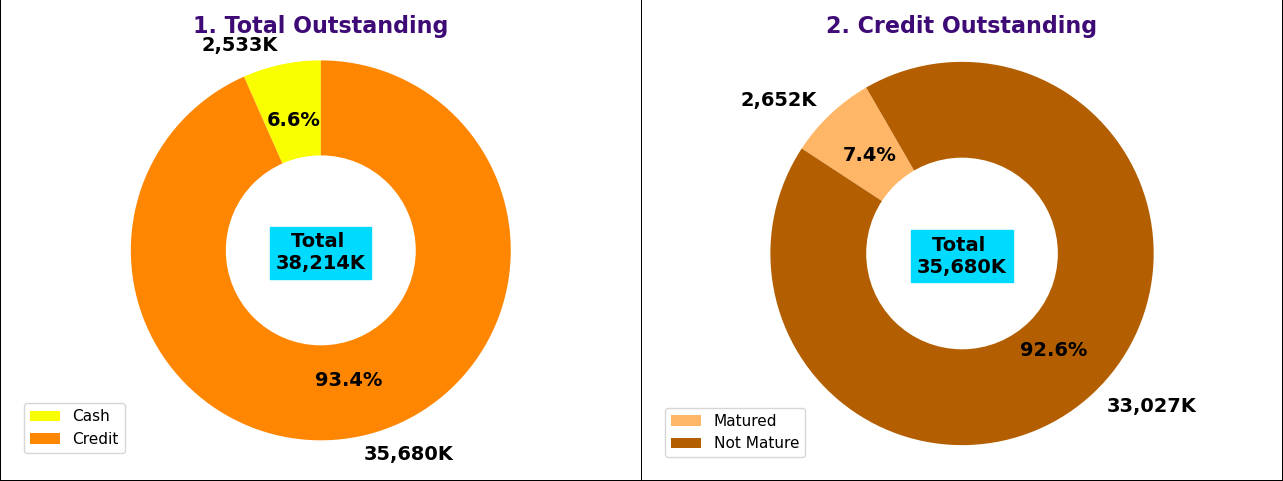 1. Total Outstanding
2,533K
6.6%
Total
38,214K
93.4%
35,680K
Cash
Credit
2. Credit Outstanding
2,652K
7.4%
Total
35,680K
92.6%
33,027K
Matured
Not Mature